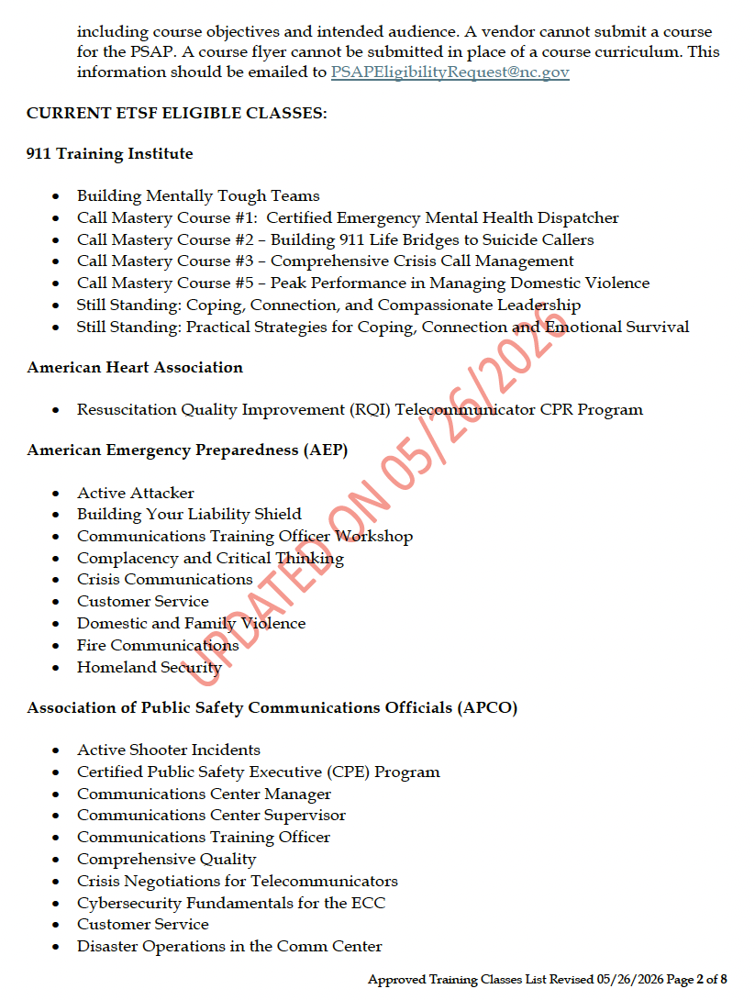 including course objectives and intended audience. A vendor cannot submit a course
for the PSAP. A course flyer cannot be submitted in place of a course curriculum. This
information should be emailed to PSAPEligibilityRequest@nc.gov
CURRENT ETSF ELIGIBLE CLASSES:
911 Training Institute
• Building Mentally Tough Teams
• Call Mastery Course #1:  Certified Emergency Mental Health Dispatcher
• Call Mastery Course #2 – Building 911 Life Bridges to Suicide Callers
• Call Mastery Course #3 – Comprehensive Crisis Call Management
• Call Mastery Course #5 – Peak Performance in Managing Domestic Violence
• Still Standing: Coping, Connection, and Compassionate Leadership
• Still Standing: Practical Strategies for Coping, Connection and Emotional Survival
American Heart Association
• Resuscitation Quality Improvement (RQI) Telecommunicator CPR Program
American Emergency Preparedness (AEP)
• Active Attacker
• Building Your Liability Shield
• Communications Training Officer Workshop
• Complacency and Critical Thinking
• Crisis Communications
• Customer Service
• Domestic and Family Violence
• Fire Communications
• Homeland Security
UPDATED ON 05/26/2026
Association of Public Safety Communications Officials (APCO)
• Active Shooter Incidents
• Certified Public Safety Executive (CPE) Program
• Communications Center Manager
• Communications Center Supervisor
• Communications Training Officer
• Comprehensive Quality
• Crisis Negotiations for Telecommunicators
• Cybersecurity Fundamentals for the ECC
• Customer Service
• Disaster Operations in the Comm Center
Approved Training Classes List Revised 05/26/2026 Page 2 of 8